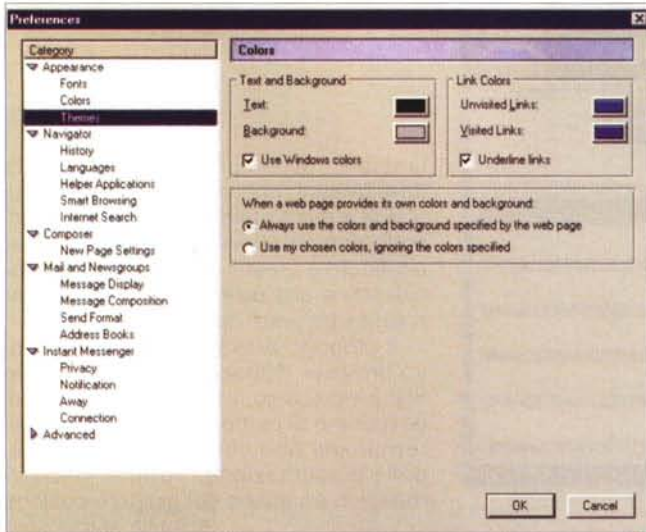 Preferences
Category
Appearance
Fonts
Colors
Themes
Navigator
History
Languages
Helper Applications
Smart Browsing
Internet Search
Composer
New Page Settings
Mail and Newsgroups
Message Display
Message Composition
Send Format
Address Books
Instant Messenger
Privacy
Notification
Away
Connection
Advanced
Colors
Text and Background
Text:
Background:
Use Windows colors
Link Colors
Unvisited Links:
Visited Links:
Underline links
When a web page provides its own colors and background:
Always use the colors and background specified by the web page
Use my chosen colors, ignoring the colors specified
OK
Cancel